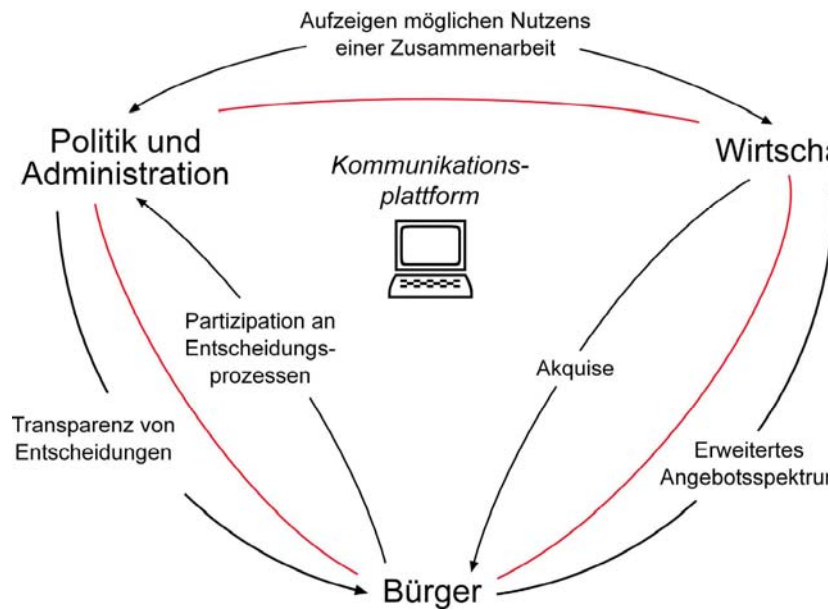 Aufzeigen möglichen Nutzens
einer Zusammenarbeit
Politik und
Administration
Wirtscha
Kommunikations-
plattform
Partizipation an
Entscheidungs-
prozessen
Akquise
Transparenz von
Entscheidungen
Erweitertes
Angebotsspektrum
Bürger